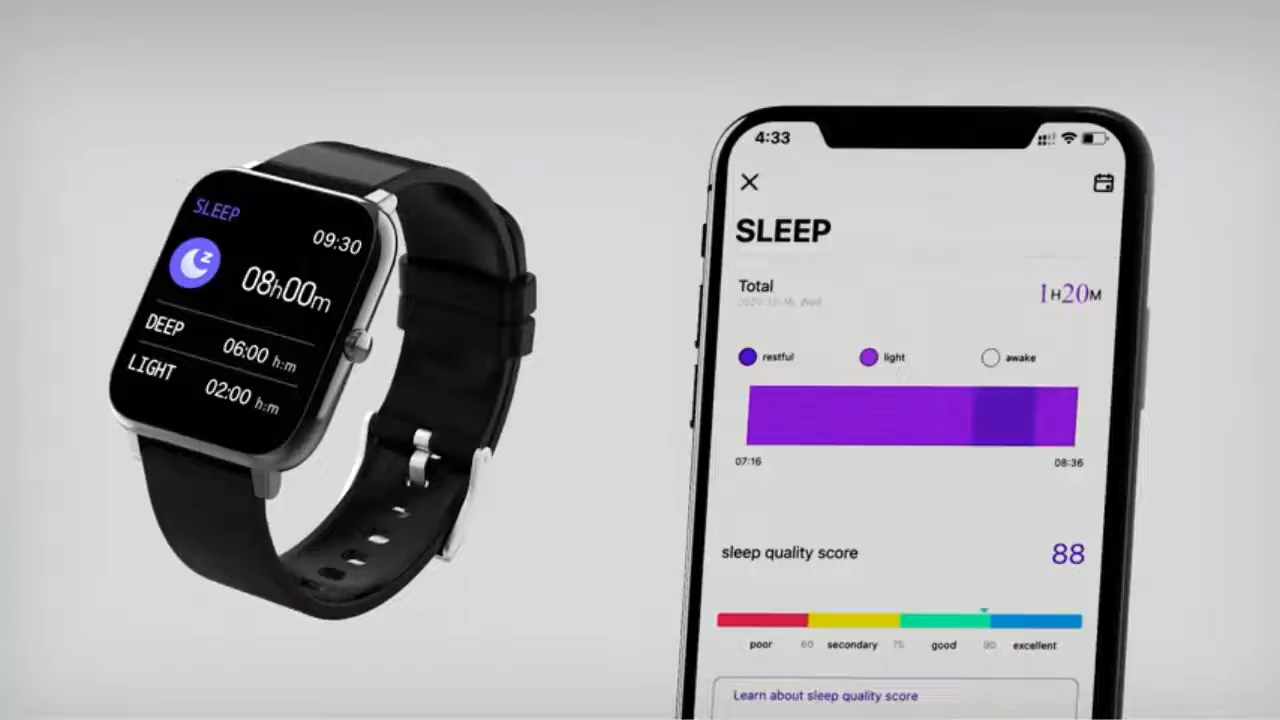 SLEEP
09:30
08h00m
DEEP
06:00 h:m
LIGHT
02:00 h:m
4:33
SLEEP
Total
1H20M
restful
light
awake
07:16
08:36
sleep quality score
88
poor
60
secondary
75
good
90
excellent
Learn about sleep quality score